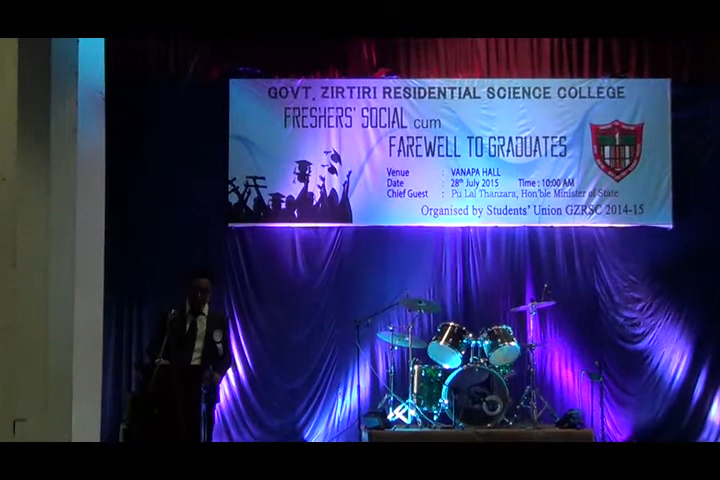 GOVT. ZIRTIRI RESIDENTIAL SCIENCE COLLEGE
FRESHERS' SOCIAL cum
FAREWELL TO GRADUATES
Venue : VANAPA HALL
Date : 28th July 2015 Time : 10:00 AM
Chief Guest : Pu Lal Thanzara, Hon'ble Minister of State
Organised by Students' Union GZRSC 2014-15